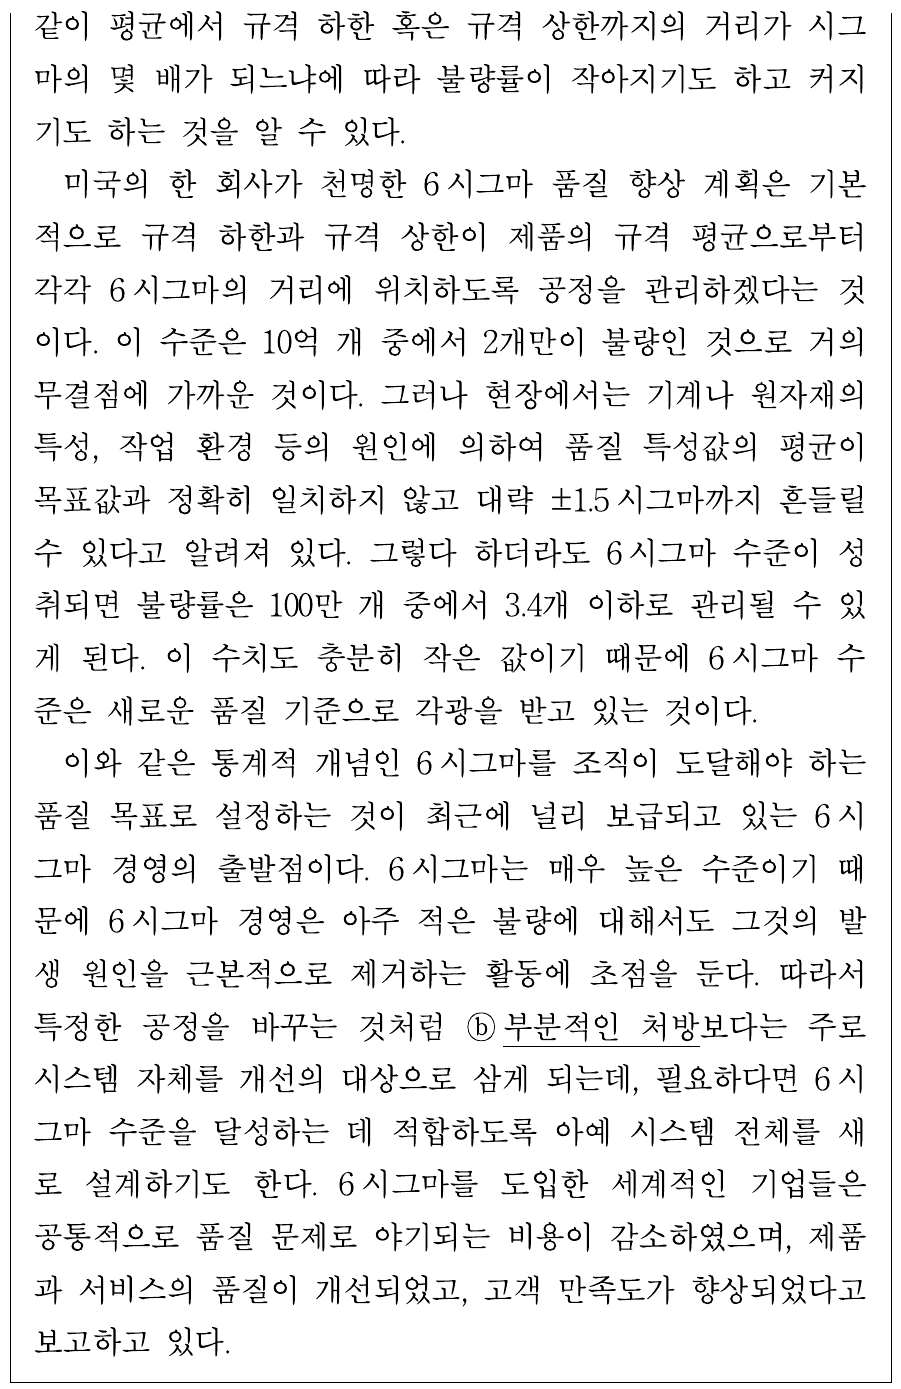 같이 평균에서 규격 하한 혹은 규격 상한까지의 거리가 시그
마의 몇 배가 되느냐에 따라 불량률이 작아지기도 하고 커지
기도 하는 것을 알 수 있다.
미국의 한 회사가 천명한 6시그마 품질 향상 계획은 기본
적으로 규격 하한과 규격 상한이 제품의 규격 평균으로부터
각각 6시그마의 거리에 위치하도록 공정을 관리하겠다는 것
이다. 이 수준은 10억 개 중에서 2개만이 불량인 것으로 거의
무결점에 가까운 것이다. 그러나 현장에서는 기계나 원자재의
특성, 작업 환경 등의 원인에 의하여 품질 특성값의 평균이
목표값과 정확히 일치하지 않고 대략 ±1.5시그마까지 흔들릴
수 있다고 알려져 있다. 그렇다 하더라도 6시그마 수준이 성
취되면 불량률은 100만 개 중에서 3.4개 이하로 관리될 수 있
게 된다. 이 수치도 충분히 작은 값이기 때문에 6시그마 수
준은 새로운 품질 기준으로 각광을 받고 있는 것이다.
이와 같은 통계적 개념인 6시그마를 조직이 도달해야 하는
품질 목표로 설정하는 것이 최근에 널리 보급되고 있는 6시
그마 경영의 출발점이다. 6시그마는 매우 높은 수준이기 때
문에 6시그마 경영은 아주 적은 불량에 대해서도 그것의 발
생 원인을 근본적으로 제거하는 활동에 초점을 둔다. 따라서
특정한 공정을 바꾸는 것처럼 ⓑ부분적인 처방보다는 주로
시스템 자체를 개선의 대상으로 삼게 되는데, 필요하다면 6시
그마 수준을 달성하는 데 적합하도록 아예 시스템 전체를 새
로 설계하기도 한다. 6시그마를 도입한 세계적인 기업들은
공통적으로 품질 문제로 야기되는 비용이 감소하였으며, 제품
과 서비스의 품질이 개선되었고, 고객 만족도가 향상되었다고
보고하고 있다.